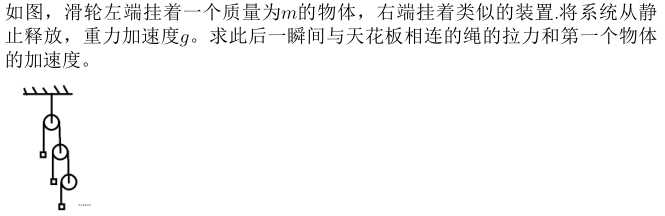 如图，滑轮左端挂着一个质量为m的物体，右端挂着类似的装置.将系统从静
止释放，重力加速度g。求此后一瞬间与天花板相连的绳的拉力和第一个物体
的加速度。
……